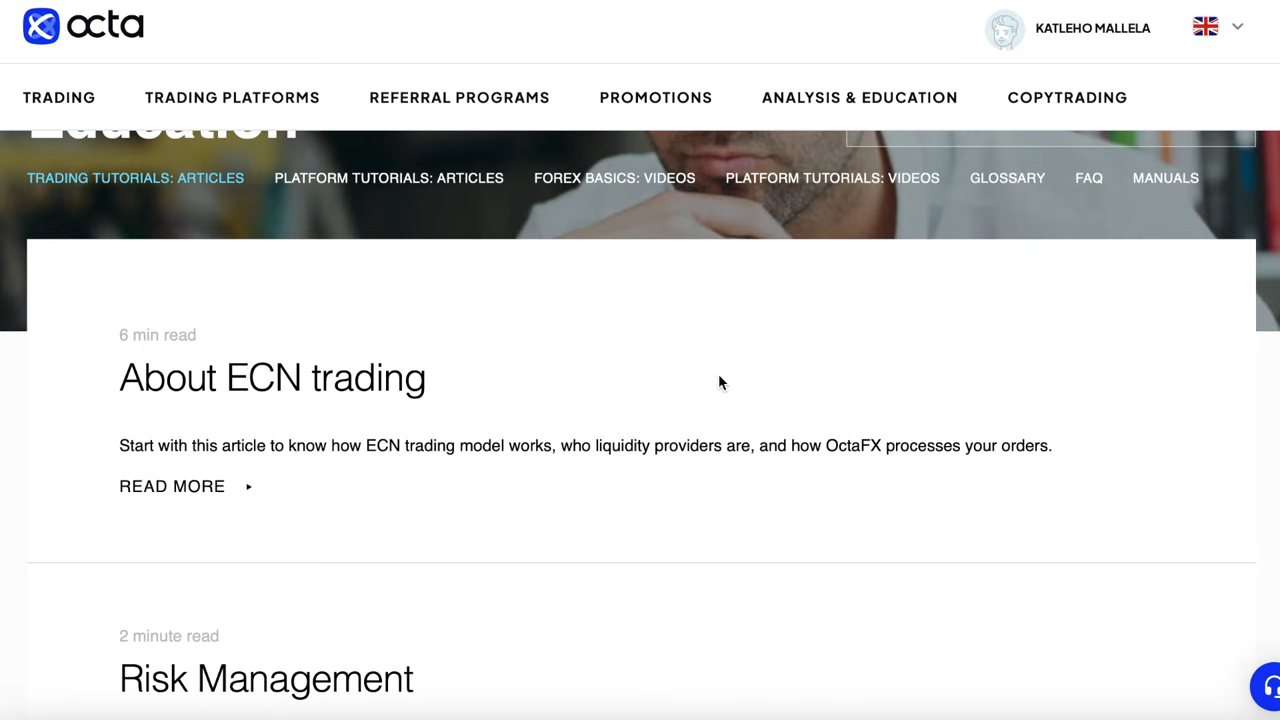 octa
KATLEHO MALLELA
TRADING TRADING PLATFORMS REFERRAL PROGRAMS PROMOTIONS ANALYSIS & EDUCATION COPYTRADING
Education
TRADING TUTORIALS: ARTICLES PLATFORM TUTORIALS: ARTICLES FOREX BASICS: VIDEOS PLATFORM TUTORIALS: VIDEOS GLOSSARY FAQ MANUALS
6 min read
About ECN trading
Start with this article to know how ECN trading model works, who liquidity providers are, and how OctaFX processes your orders.
READ MORE
2 minute read
Risk Management